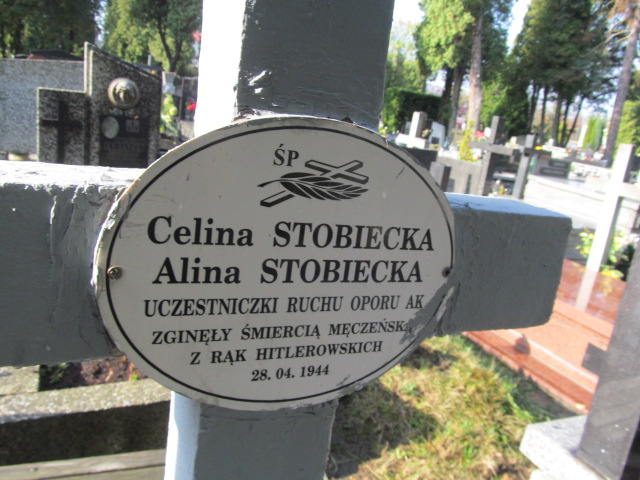 ŚP
Celina STOBIECKA
Alina STOBIECKA
UCZESTNICZKI RUCHU OPORU AK
ZGINĘŁY ŚMIERCIĄ MĘCZEŃSKĄ
Z RĄK HITLEROWSKICH
28.04.1944